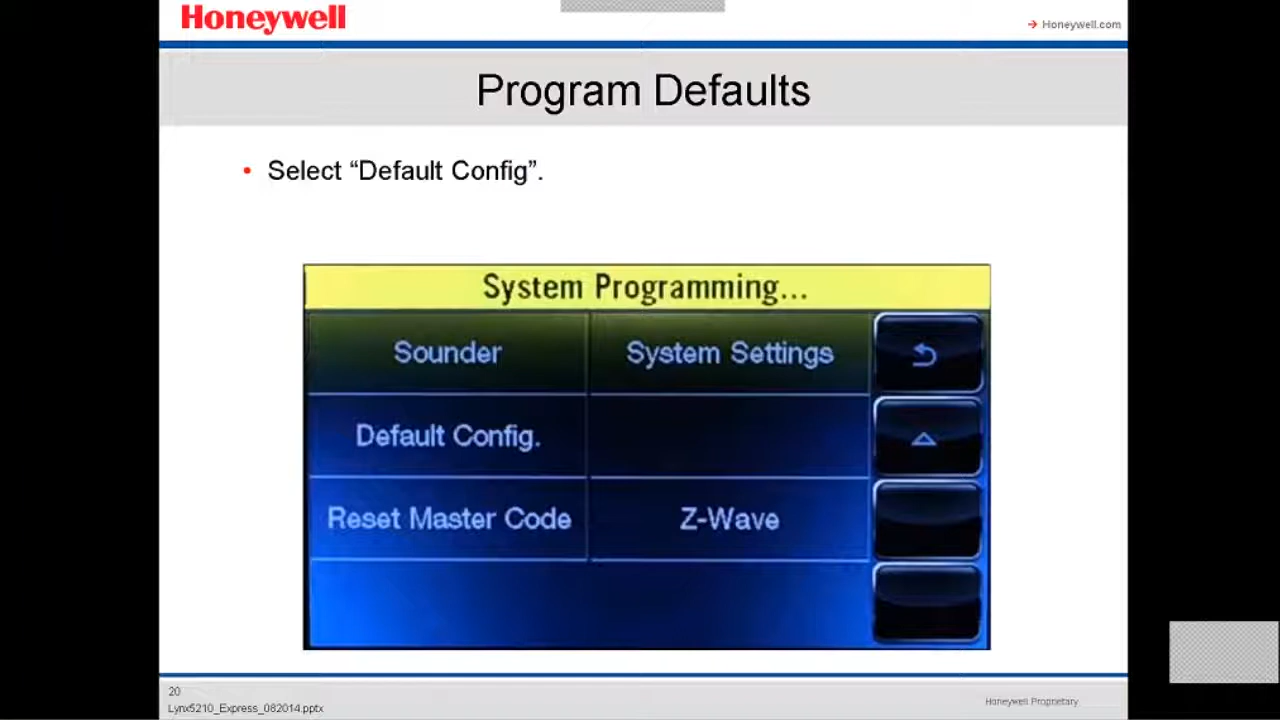 Honeywell
Honeywell.com
Program Defaults
• Select “Default Config”.
System Programming...
Sounder
System Settings
Default Config.
Reset Master Code
Z-Wave
20
Lynx5210_Express_082014.pptx
Honeywell Proprietary